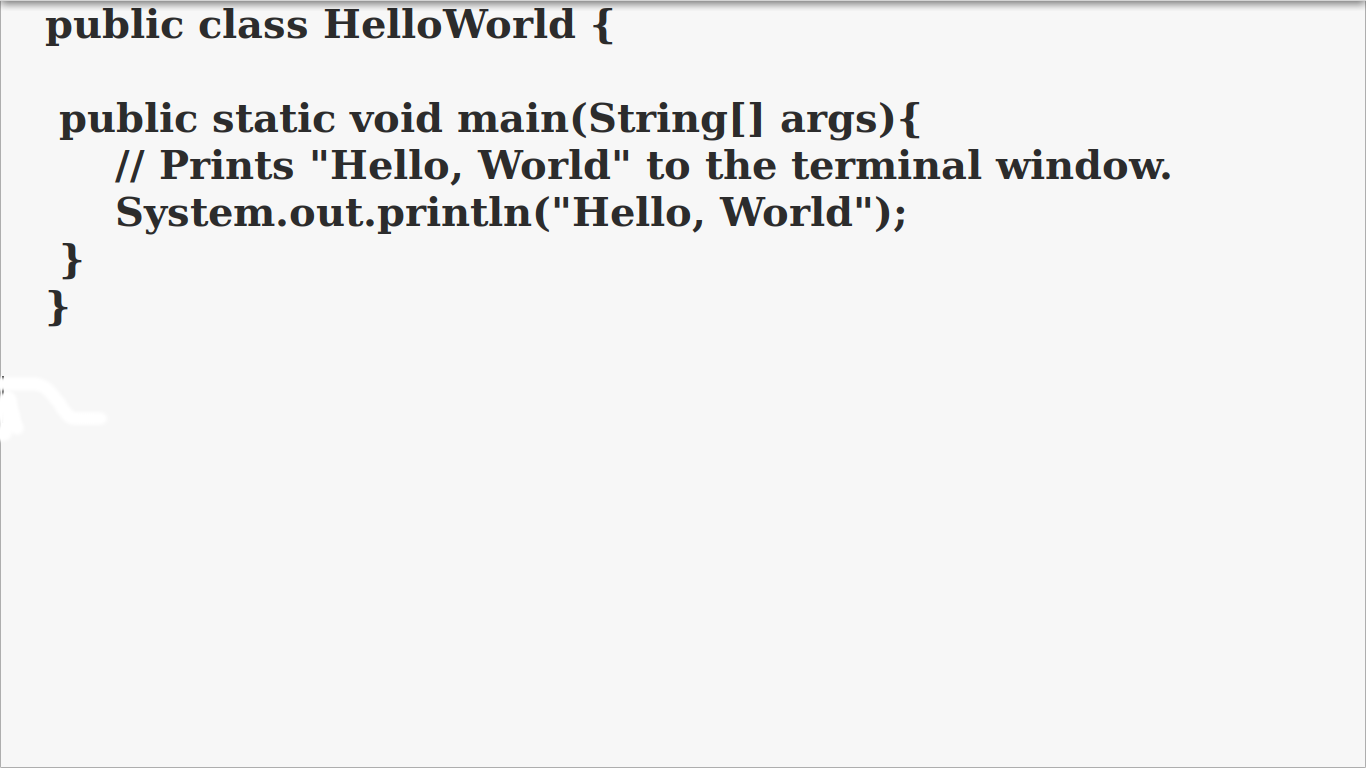 public class HelloWorld {
public static void main(String[] args){
// Prints "Hello, World" to the terminal window.
System.out.println("Hello, World");
}
}